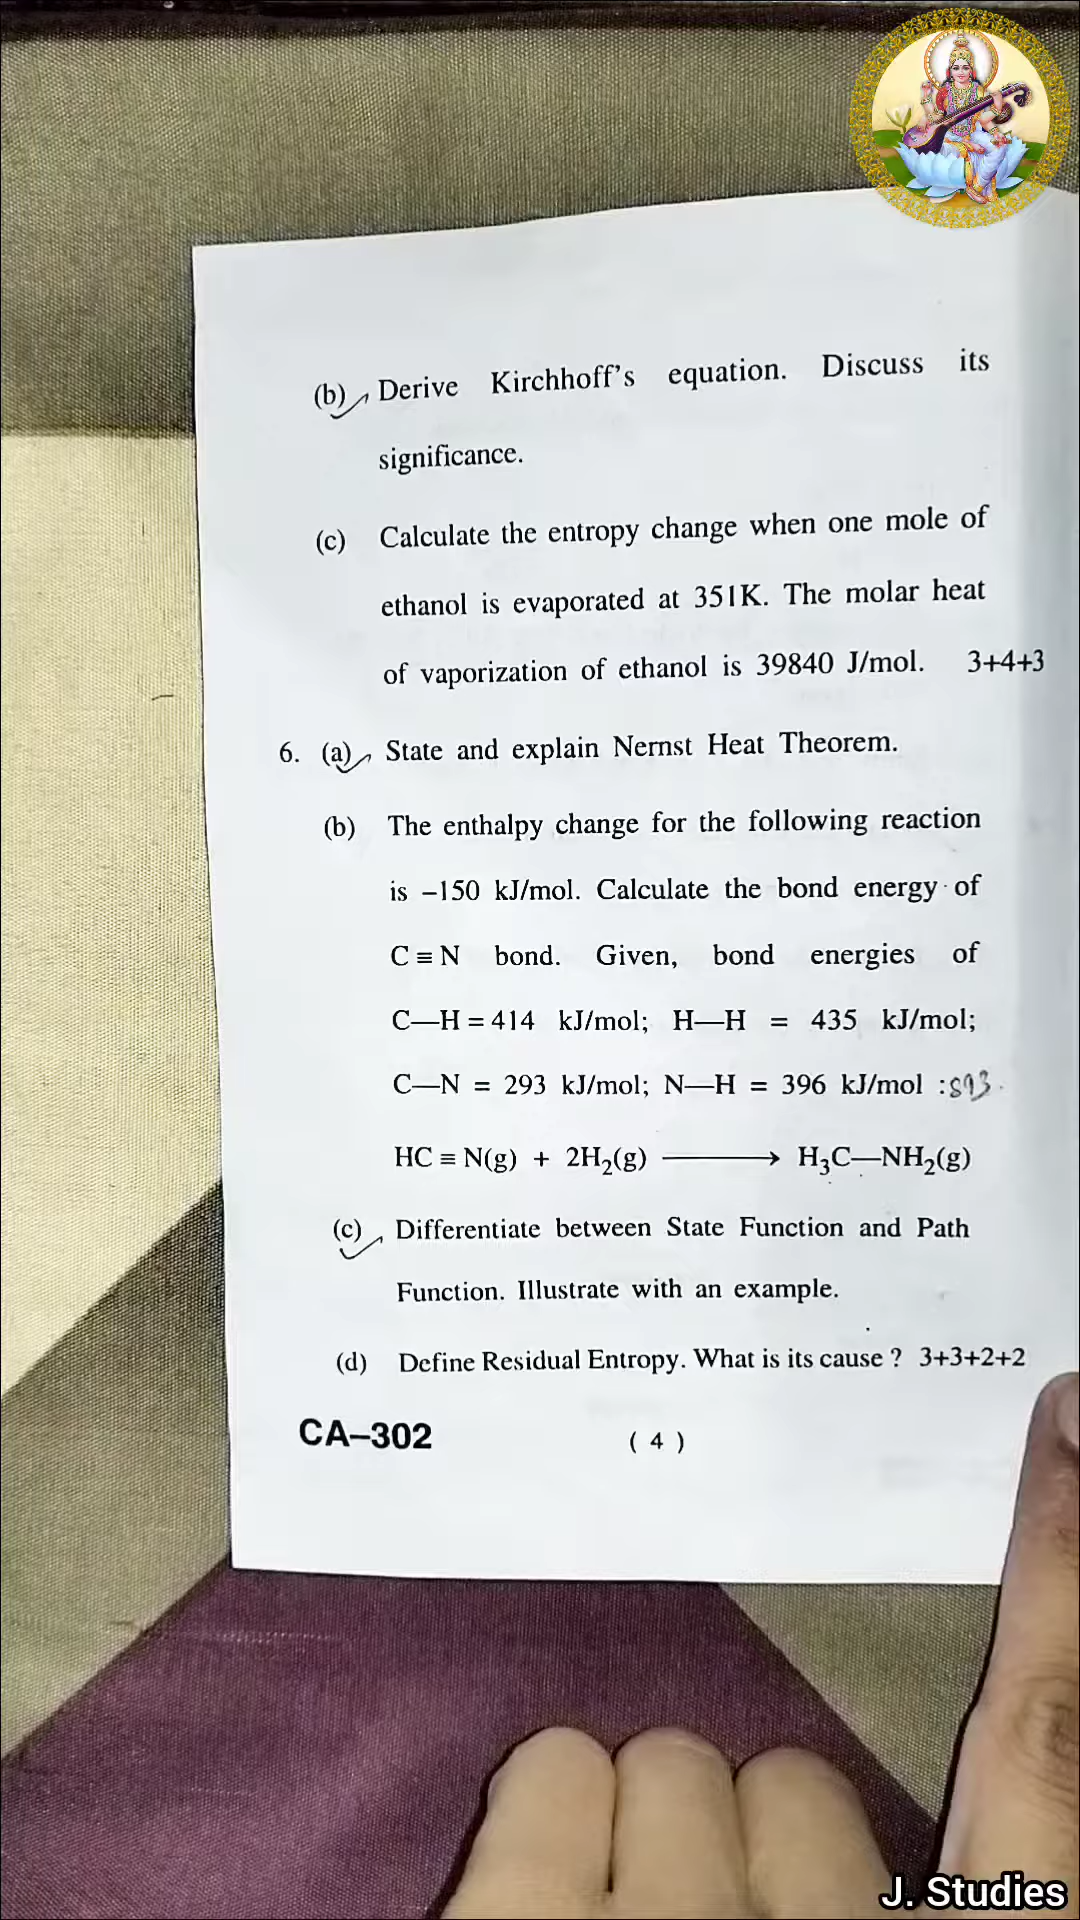 (b) Derive Kirchhoff's equation. Discuss its
significance.
(c) Calculate the entropy change when one mole of
ethanol is evaporated at 351K. The molar heat
of vaporization of ethanol is 39840 J/mol. 3+4+3
6. (a) State and explain Nernst Heat Theorem.
(b) The enthalpy change for the following reaction
is –150 kJ/mol. Calculate the bond energy of
C ≡ N bond. Given, bond energies of
C—H = 414 kJ/mol; H—H = 435 kJ/mol;
C—N = 293 kJ/mol; N—H = 396 kJ/mol : 893
HC ≡ N(g) + 2H₂(g) ⟶ H₃C—NH₂(g)
(c) Differentiate between State Function and Path
Function. Illustrate with an example.
(d) Define Residual Entropy. What is its cause ? 3+3+2+2
CA–302
( 4 )
J. Studies